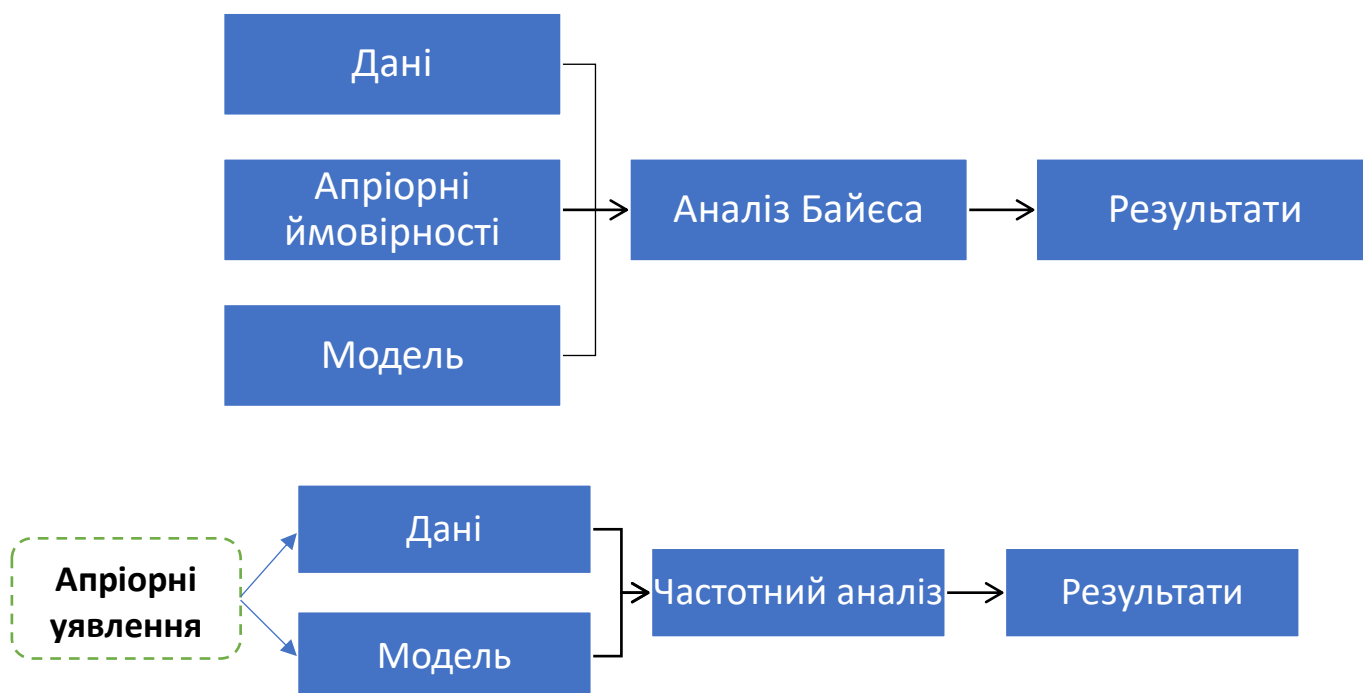 Дані
Апріорні
ймовірності
Аналіз Байєса
Результати
Модель
Апріорні
уявлення
Дані
Модель
Частотний аналіз
Результати